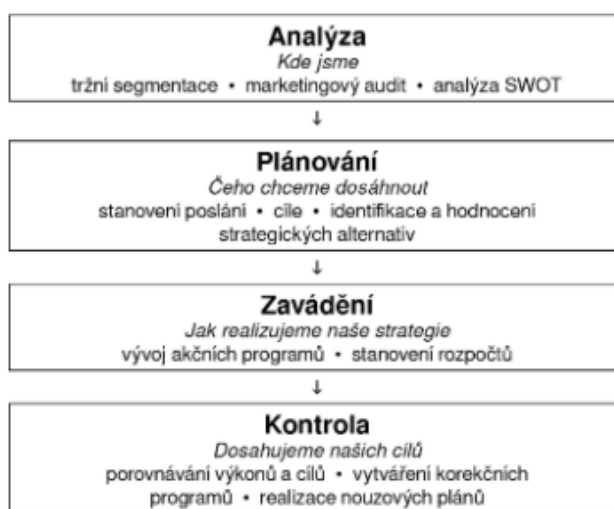 Analýza
Kde jsme
tržní segmentace • marketingový audit • analýza SWOT
↓
Plánování
Čeho chceme dosáhnout
stanovení poslání • cíle • identifikace a hodnocení
strategických alternativ
↓
Zavádění
Jak realizujeme naše strategie
vývoj akčních programů • stanovení rozpočtů
↓
Kontrola
Dosahujeme našich cílů
porovnávání výkonů a cílů • vytváření korekčních
programů • realizace nouzových plánů